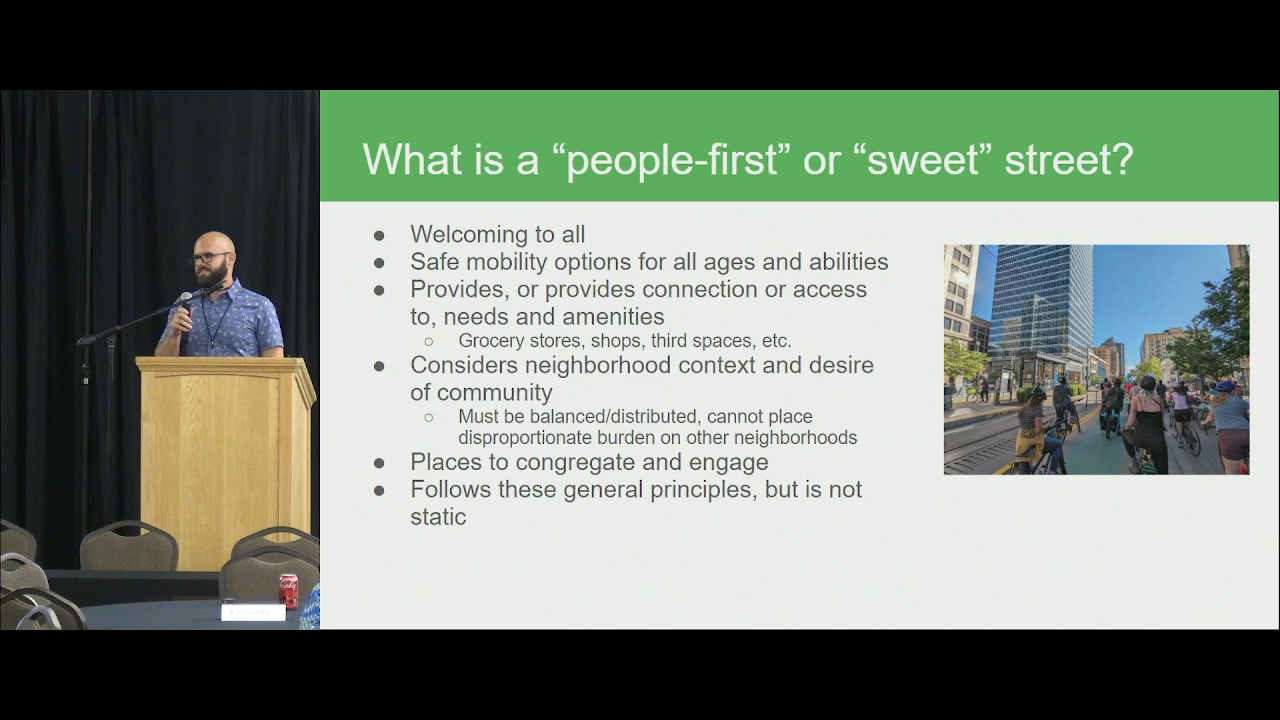 What is a “people-first” or “sweet” street?
● Welcoming to all
● Safe mobility options for all ages and abilities
● Provides, or provides connection or access
to, needs and amenities
○ Grocery stores, shops, third spaces, etc.
● Considers neighborhood context and desire
of community
○ Must be balanced/distributed, cannot place
disproportionate burden on other neighborhoods
● Places to congregate and engage
● Follows these general principles, but is not
static